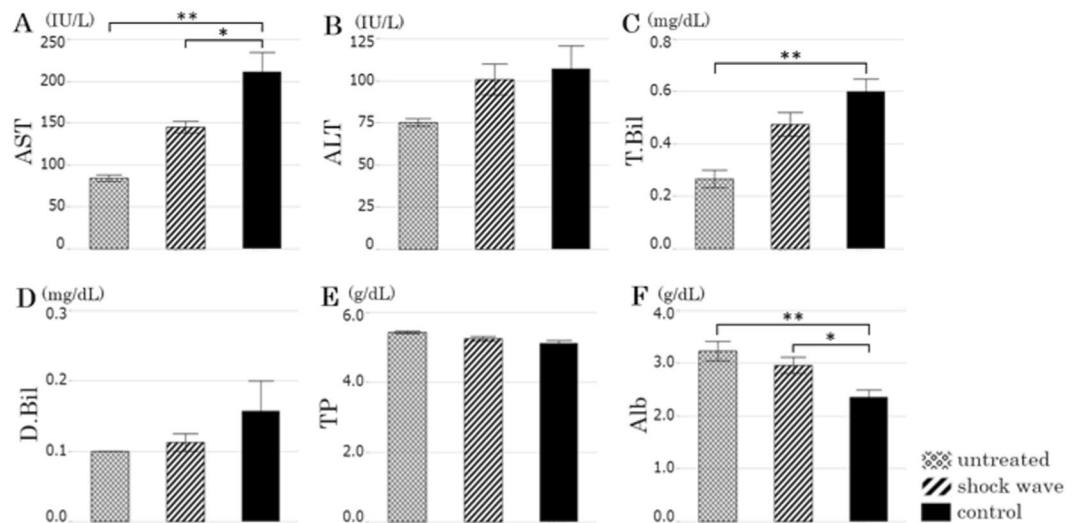 A (IU/L)
**
*
250
200
150
100
50
0
AST
B (IU/L)
125
100
75
50
25
0
ALT
C (mg/dL)
**
0.8
0.6
0.4
0.2
0.0
T.Bil
D (mg/dL)
0.3
0.2
0.1
0.0
D.Bil
E (g/dL)
6.0
4.0
2.0
0.0
TP
F (g/dL)
**
*
4.0
3.0
2.0
1.0
0.0
Alb
untreated
shock wave
control